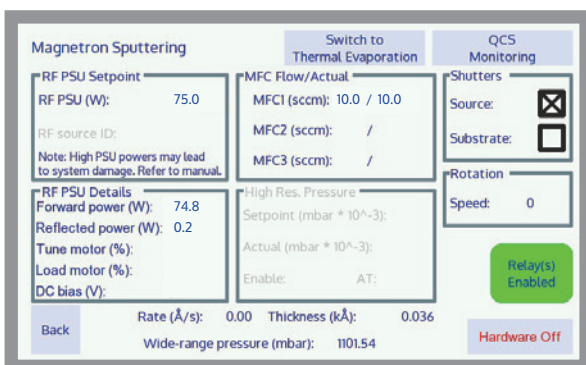 Magnetron Sputtering
Switch to
Thermal Evaporation
QCS
Monitoring
RF PSU Setpoint
RF PSU (W): 75.0
RF source ID:
Note: High PSU powers may lead
to system damage. Refer to manual.
MFC Flow/Actual
MFC1 (sccm): 10.0 / 10.0
MFC2 (sccm): /
MFC3 (sccm): /
Shutters
Source:
Substrate:
Rotation
Speed: 0
RF PSU Details
Forward power (W): 74.8
Reflected power (W): 0.2
Tune motor (%):
Load motor (%):
DC bias (V):
High Res. Pressure
Setpoint (mbar * 10^-3):
Actual (mbar * 10^-3):
Enable: AT:
Relay(s)
Enabled
Back
Rate (Å/s): 0.00 Thickness (kÅ): 0.036
Wide-range pressure (mbar): 1101.54
Hardware Off